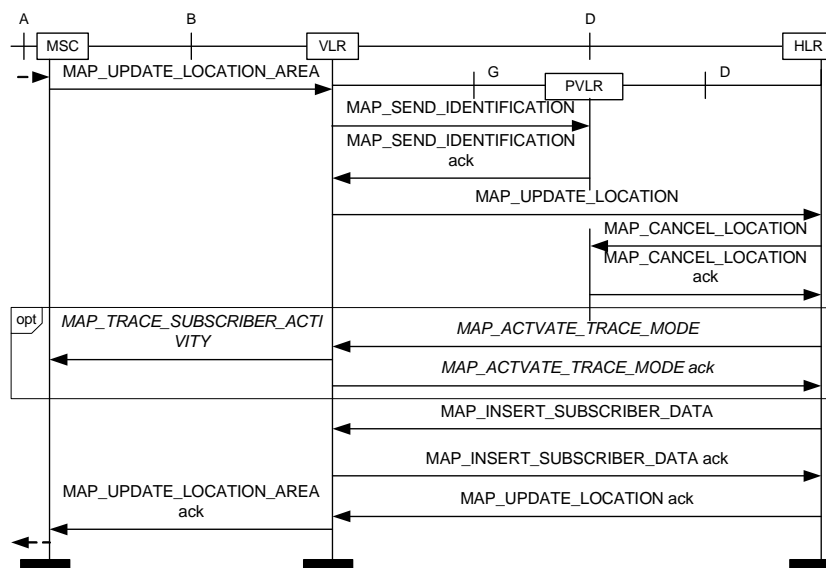 A
B
D
MSC
VLR
HLR
MAP_UPDATE_LOCATION_AREA
G
PVLR
D
MAP_SEND_IDENTIFICATION
MAP_SEND_IDENTIFICATION
ack
MAP_UPDATE_LOCATION
MAP_CANCEL_LOCATION
MAP_CANCEL_LOCATION
ack
opt
MAP_TRACE_SUBSCRIBER_ACTI
VITY
MAP_ACTVATE_TRACE_MODE
MAP_ACTVATE_TRACE_MODE ack
MAP_INSERT_SUBSCRIBER_DATA
MAP_INSERT_SUBSCRIBER_DATA ack
MAP_UPDATE_LOCATION_AREA
ack
MAP_UPDATE_LOCATION ack